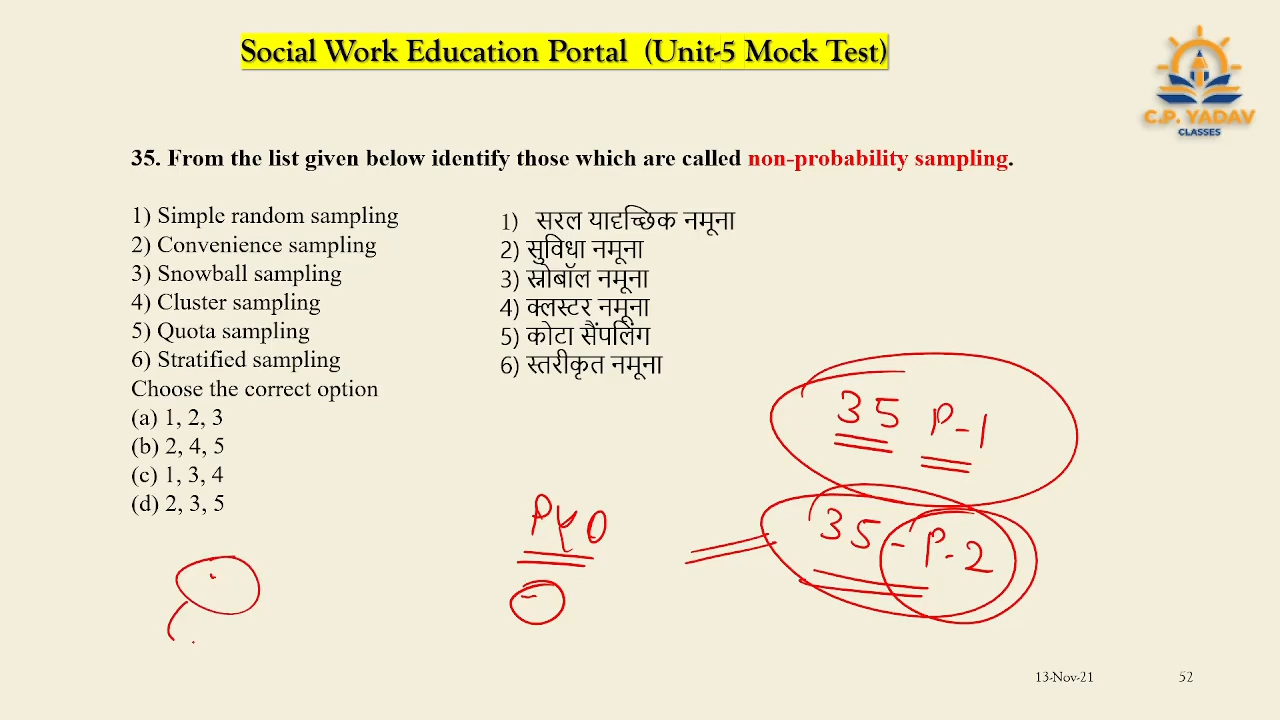 Social Work Education Portal (Unit-5 Mock Test)
C.P. YADAV
CLASSES
35. From the list given below identify those which are called non-probability sampling.
1) Simple random sampling
2) Convenience sampling
3) Snowball sampling
4) Cluster sampling
5) Quota sampling
6) Stratified sampling
Choose the correct option
(a) 1, 2, 3
(b) 2, 4, 5
(c) 1, 3, 4
(d) 2, 3, 5
1) सरल यादृच्छिक नमूना
2) सुविधा नमूना
3) स्नोबॉल नमूना
4) क्लस्टर नमूना
5) कोटा सैंपलिंग
6) स्तरीकृत नमूना
35 P-1
35-P-2
13-Nov-21
52